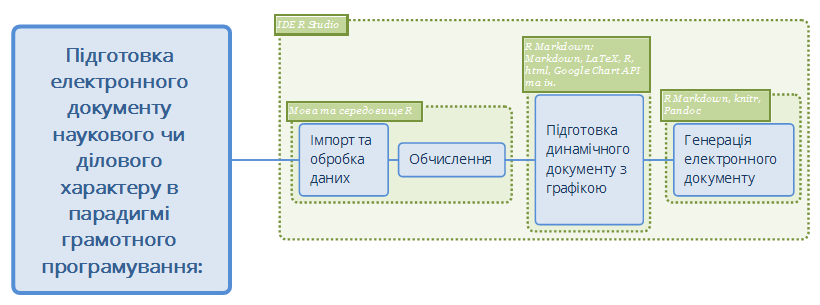 Підготовка
електронного
документу
наукового чи
ділового
характеру в
парадигмі
грамотного
програмування:
IDE R Studio
Мова та середовище R
Імпорт та
обробка
даних
Обчислення
R Markdown:
Markdown, LaTeX, R,
html, Google Chart API
та ін.
Підготовка
динамічного
документу з
графікою
R Markdown, knitr,
Pandoc
Генерація
електронного
документу